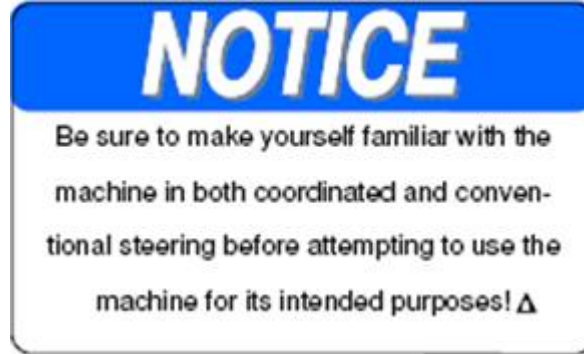 NOTICE
Be sure to make yourself familiar with the
machine in both coordinated and conven-
tional steering before attempting to use the
machine for its intended purposes! Δ